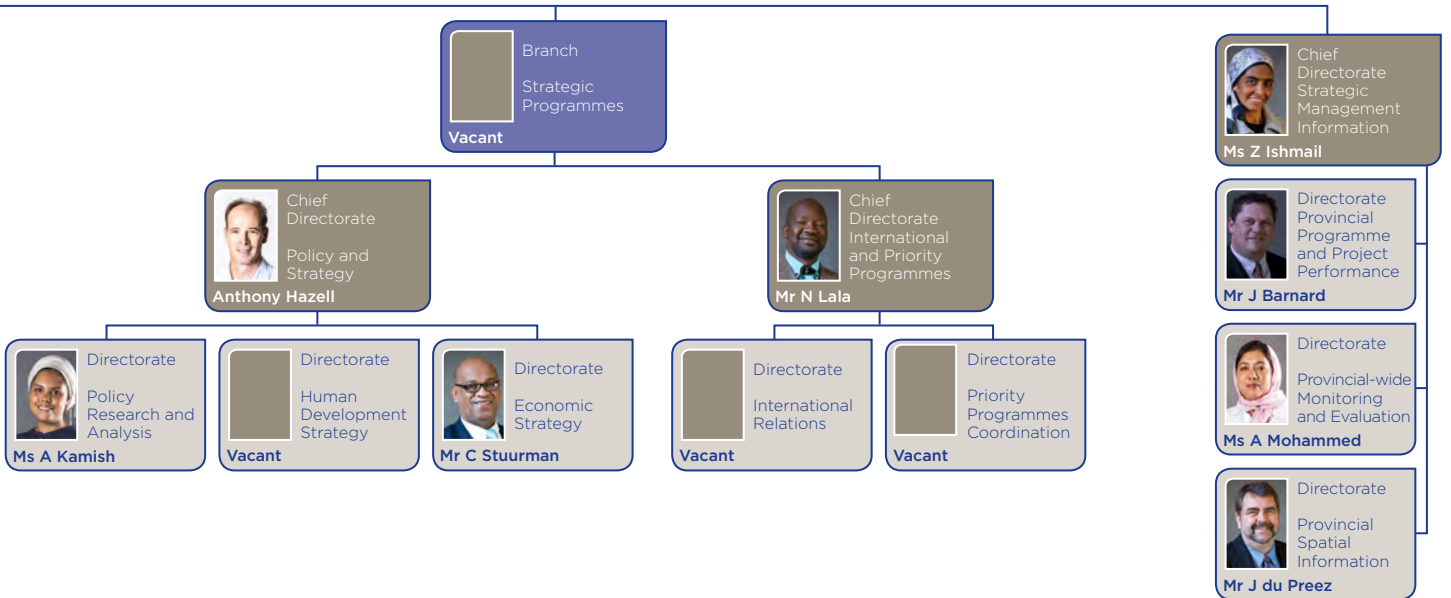 Branch
Strategic
Programmes
Vacant
Chief
Directorate
Strategic
Management
Information
Ms Z Ishmail
Chief
Directorate
Policy and
Strategy
Anthony Hazell
Chief
Directorate
International
and Priority
Programmes
Mr N Lala
Directorate
Provincial
Programme
and Project
Performance
Mr J Barnard
Directorate
Policy
Research and
Analysis
Ms A Kamish
Directorate
Human
Development
Strategy
Vacant
Directorate
Economic
Strategy
Mr C Stuurman
Directorate
International
Relations
Vacant
Directorate
Priority
Programmes
Coordination
Vacant
Directorate
Provincial-wide
Monitoring
and Evaluation
Ms A Mohammed
Directorate
Provincial
Spatial
Information
Mr J du Preez